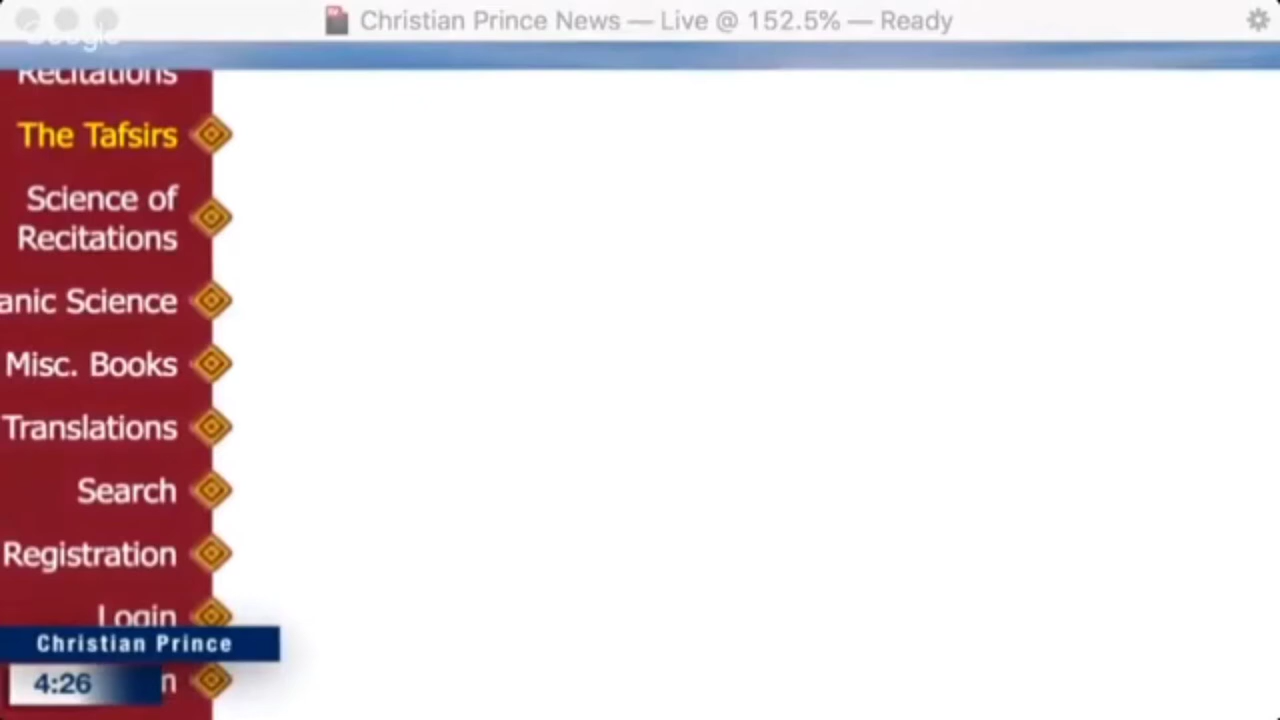 Christian Prince News — Live @ 152.5% — Ready
Google
Recitations
The Tafsirs
Science of
Recitations
anic Science
Misc. Books
Translations
Search
Registration
Login
Christian Prince
4:26
n